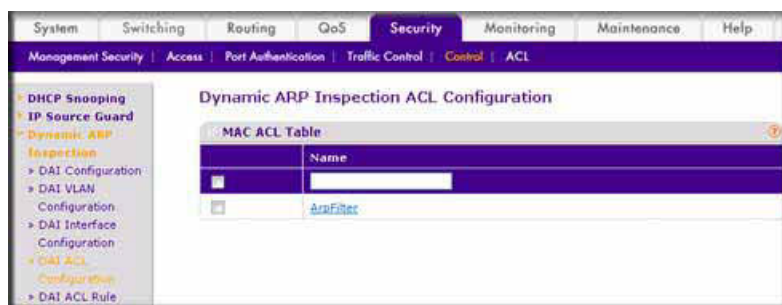 System Switching Routing QoS Security Monitoring Maintenance Help
Management Security Access Port Authentication Traffic Control Control ACL
DHCP Snooping
IP Source Guard
Dynamic ARP
Inspection
DAI Configuration
DAI VLAN
Configuration
DAI Interface
Configuration
DAI ACL
Configuration
DAI ACL Rule
Dynamic ARP Inspection ACL Configuration
MAC ACL Table
Name
ArpFilter